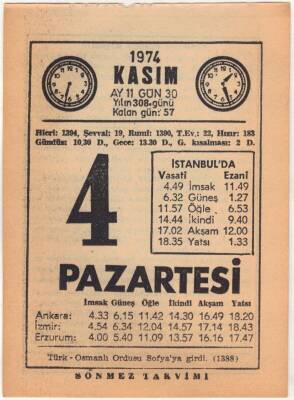 1974
KASIM
AY 11 GÜN 30
Yılın 308. günü
Kalan gün: 57
Hicri: 1394, Şevval: 19, Rumi: 1390, T.Ev.: 22, Hızır: 183
Gündüz: 10.30 D., Gece: 13.30 D., G. kısalması: 2 D.
4
İSTANBUL'DA
Vasati Ezani
4.49 İmsak 11.49
6.32 Güneş 1.27
11.57 Öğle 6.53
14.44 İkindi 9.40
17.02 Akşam 12.00
18.35 Yatsı 1.33
PAZARTESİ
İmsak Güneş Öğle İkindi Akşam Yatsı
Ankara: 4.33 6.15 11.42 14.30 16.49 18.20
İzmir: 4.54 6.34 12.04 14.57 17.14 18.43
Erzurum: 4.00 5.40 11.09 13.57 16.16 17.47
Türk - Osmanlı Ordusu Sofya'ya girdi. (1388)
SÖNMEZ TAKVİMİ